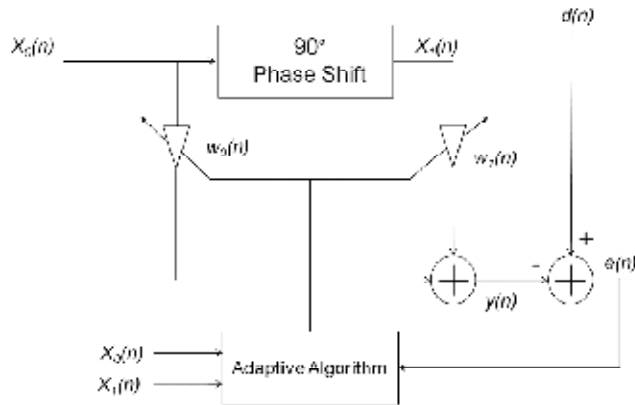 d(n)
X₀(n)
90°
Phase Shift
X₁(n)
w₀(n)
w₁(n)
+
e(n)
-
y(n)
X₀(n)
X₁(n)
Adaptive Algorithm